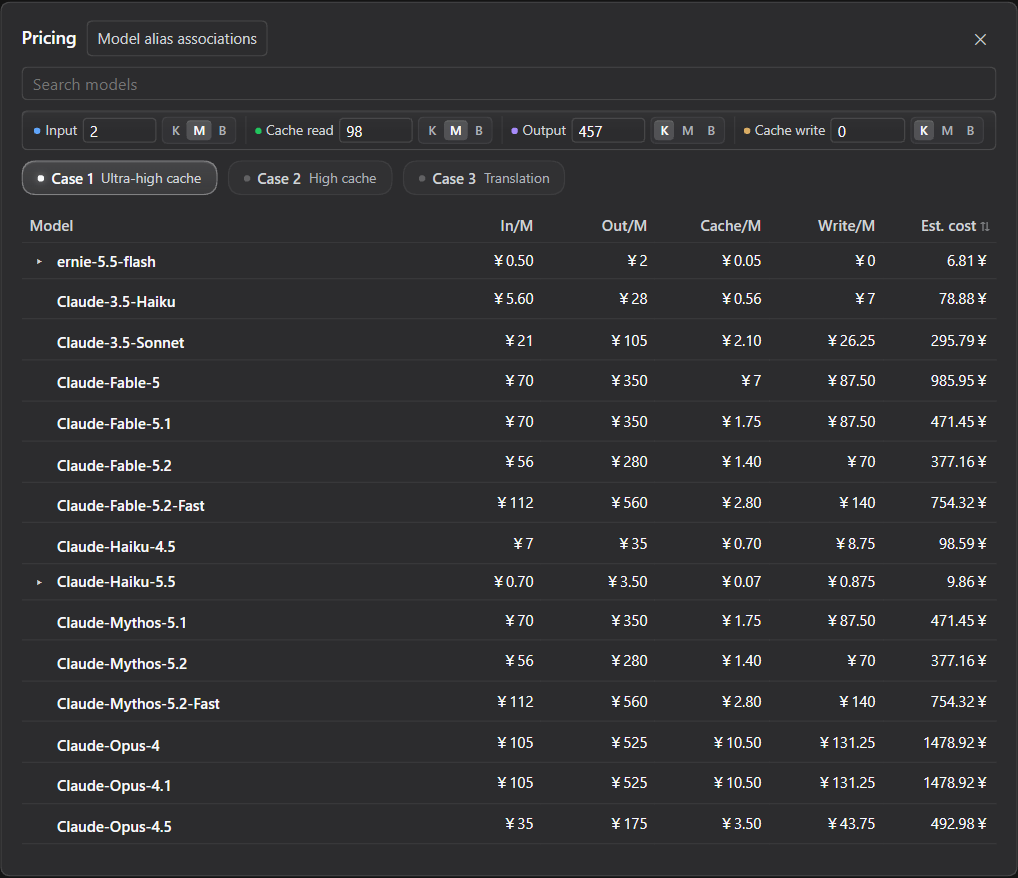 Pricing Model alias associations
Search models
Input 2 K M B Cache read 98 K M B Output 457 K M B Cache write 0 K M B
Case 1 Ultra-high cache Case 2 High cache Case 3 Translation
Model In/M Out/M Cache/M Write/M Est. cost
ernie-5.5-flash ¥0.50 ¥2 ¥0.05 ¥0 6.81¥
Claude-3.5-Haiku ¥5.60 ¥28 ¥0.56 ¥7 78.88¥
Claude-3.5-Sonnet ¥21 ¥105 ¥2.10 ¥26.25 295.79¥
Claude-Fable-5 ¥70 ¥350 ¥7 ¥87.50 985.95¥
Claude-Fable-5.1 ¥70 ¥350 ¥1.75 ¥87.50 471.45¥
Claude-Fable-5.2 ¥56 ¥280 ¥1.40 ¥70 377.16¥
Claude-Fable-5.2-Fast ¥112 ¥560 ¥2.80 ¥140 754.32¥
Claude-Haiku-4.5 ¥7 ¥35 ¥0.70 ¥8.75 98.59¥
Claude-Haiku-5.5 ¥0.70 ¥3.50 ¥0.07 ¥0.875 9.86¥
Claude-Mythos-5.1 ¥70 ¥350 ¥1.75 ¥87.50 471.45¥
Claude-Mythos-5.2 ¥56 ¥280 ¥1.40 ¥70 377.16¥
Claude-Mythos-5.2-Fast ¥112 ¥560 ¥2.80 ¥140 754.32¥
Claude-Opus-4 ¥105 ¥525 ¥10.50 ¥131.25 1478.92¥
Claude-Opus-4.1 ¥105 ¥525 ¥10.50 ¥131.25 1478.92¥
Claude-Opus-4.5 ¥35 ¥175 ¥3.50 ¥43.75 492.98¥